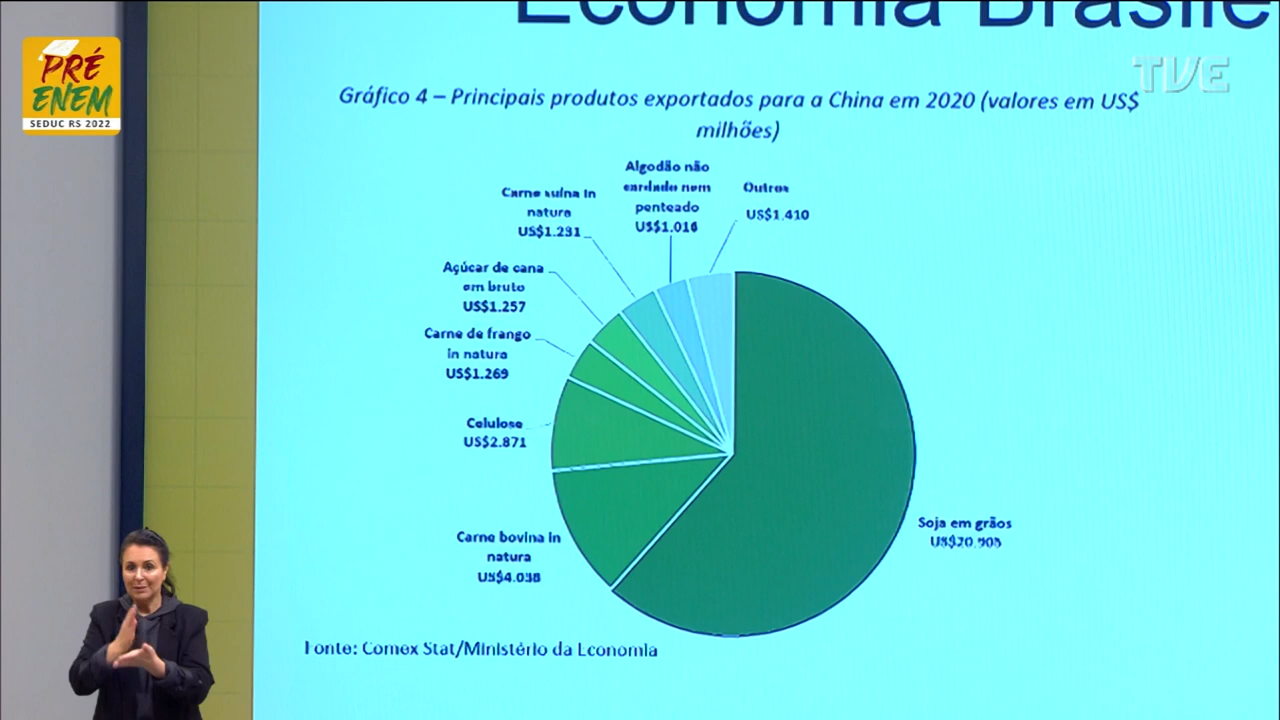 PRÉ
ENEM
SEDUC RS 2022
TVE
Economia Brasile
Gráfico 4 – Principais produtos exportados para a China em 2020 (valores em US$
milhões)
Algodão não
cardado nem
penteado
US$1.016
Outros
US$1.410
Carne suína in
natura
US$1.231
Açúcar de cana
em bruto
US$1.257
Carne de frango
in natura
US$1.269
Celulose
US$2.871
Carne bovina in
natura
US$4.038
Soja em grãos
US$20.905
Fonte: Comex Stat/Ministério da Economia